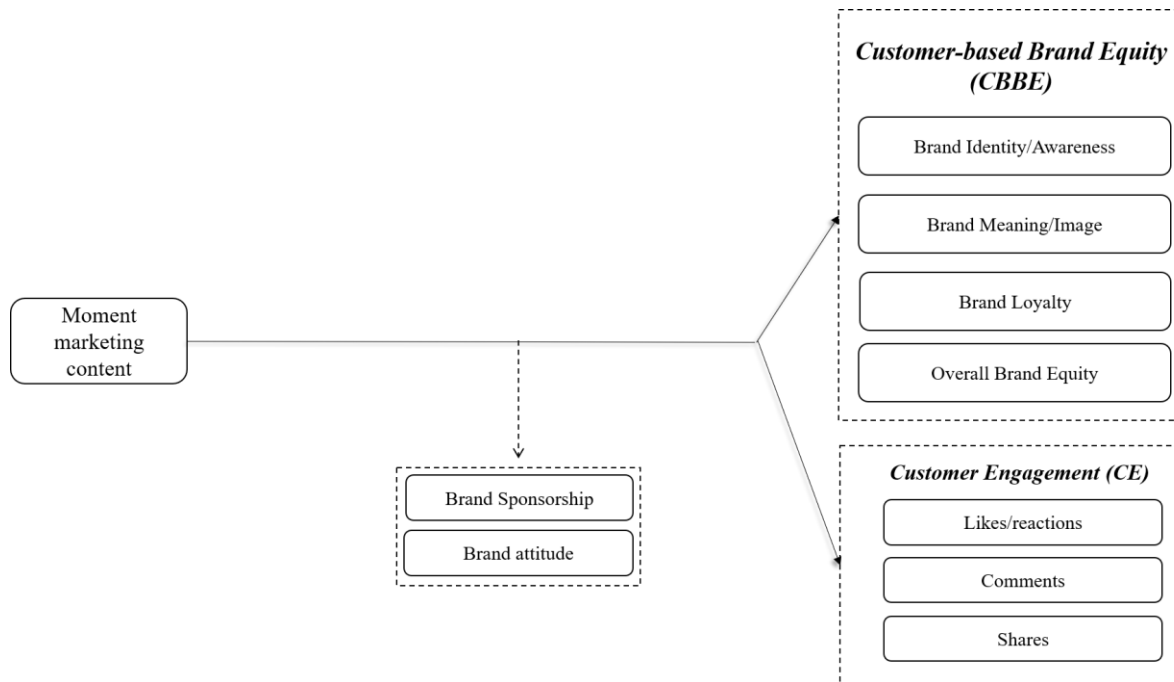 Customer-based Brand Equity
(CBBE)
Brand Identity/Awareness
Brand Meaning/Image
Brand Loyalty
Overall Brand Equity
Moment
marketing
content
Brand Sponsorship
Brand attitude
Customer Engagement (CE)
Likes/reactions
Comments
Shares